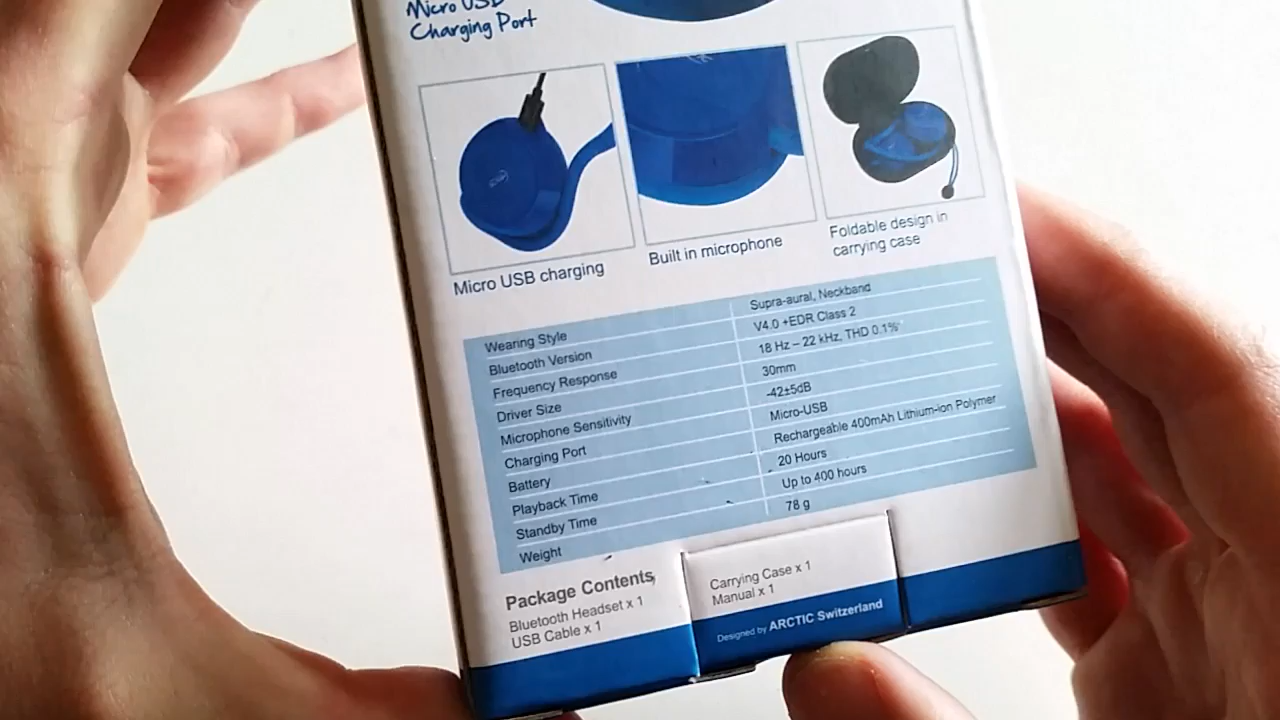 Micro USB
Charging Port
Micro USB charging
Built in microphone
Foldable design in
carrying case
Wearing Style Supra-aural, Neckband
Bluetooth Version V4.0 +EDR Class 2
Frequency Response 18 Hz – 22 kHz, THD 0.1%
Driver Size 30mm
Microphone Sensitivity -42±5dB
Charging Port Micro-USB
Battery Rechargeable 400mAh Lithium-Ion Polymer
Playback Time 20 Hours
Standby Time Up to 400 hours
Weight 78 g
Package Contents
Bluetooth Headset x 1
USB Cable x 1
Carrying Case x 1
Manual x 1
Designed by ARCTIC Switzerland